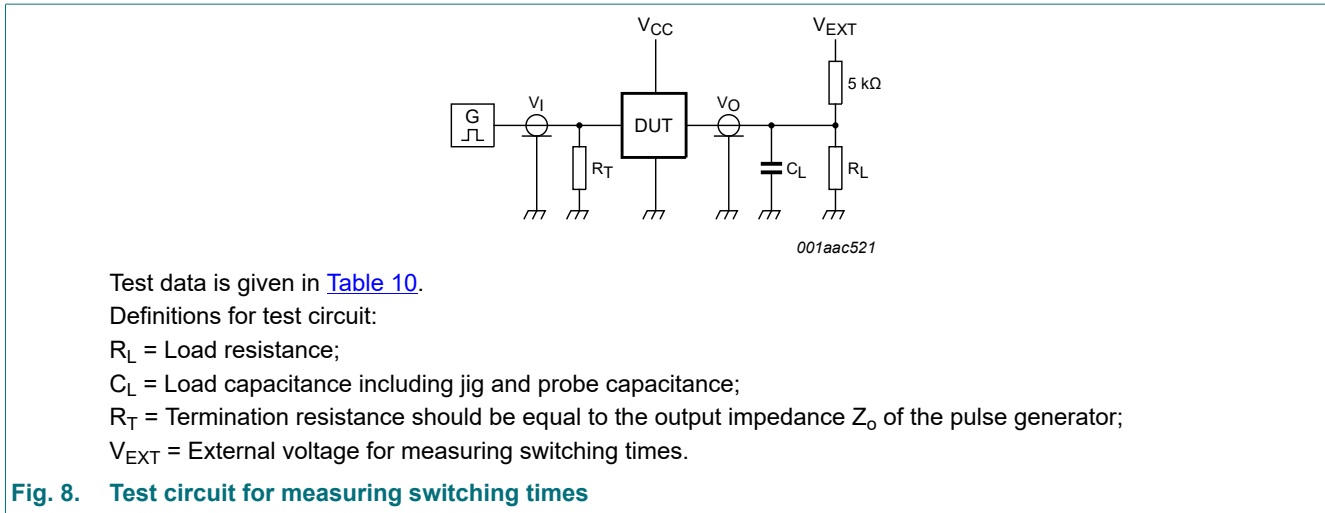 VCC
VEXT
5 kΩ
G
VI
DUT
VO
RT
CL
RL
001aac521
Test data is given in Table 10.
Definitions for test circuit:
RL = Load resistance;
CL = Load capacitance including jig and probe capacitance;
RT = Termination resistance should be equal to the output impedance Zo of the pulse generator;
VEXT = External voltage for measuring switching times.
Fig. 8. Test circuit for measuring switching times